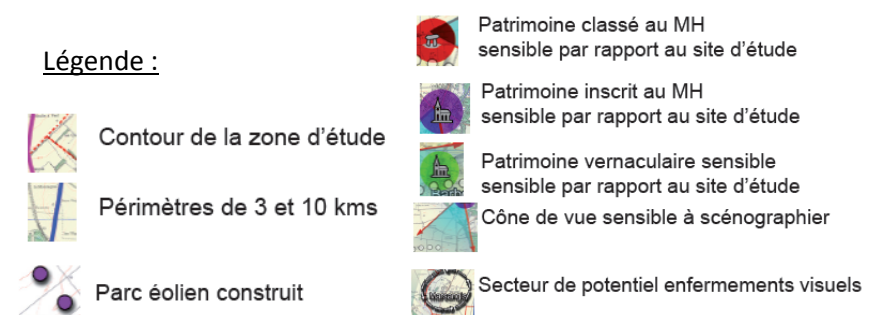 Légende :
Contour de la zone d'étude
Périmètres de 3 et 10 kms
Parc éolien construit
Patrimoine classé au MH
sensible par rapport au site d'étude
Patrimoine inscrit au MH
sensible par rapport au site d'étude
Patrimoine vernaculaire sensible
sensible par rapport au site d'étude
Cône de vue sensible à scénographier
Secteur de potentiel enfermements visuels